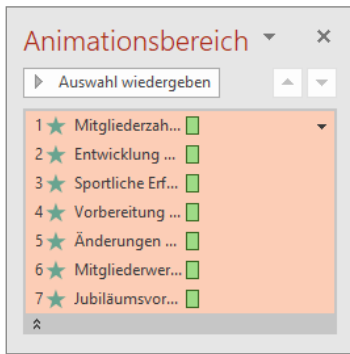 Animationsbereich
Auswahl wiedergeben
1 Mitgliederzah...
2 Entwicklung ...
3 Sportliche Erf...
4 Vorbereitung ...
5 Änderungen ...
6 Mitgliederwer...
7 Jubiläumsvor...